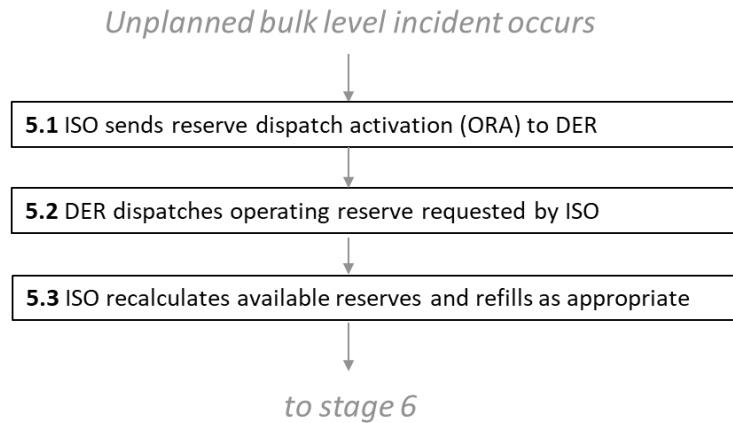 Unplanned bulk level incident occurs
5.1 ISO sends reserve dispatch activation (ORA) to DER
5.2 DER dispatches operating reserve requested by ISO
5.3 ISO recalculates available reserves and refills as appropriate
to stage 6